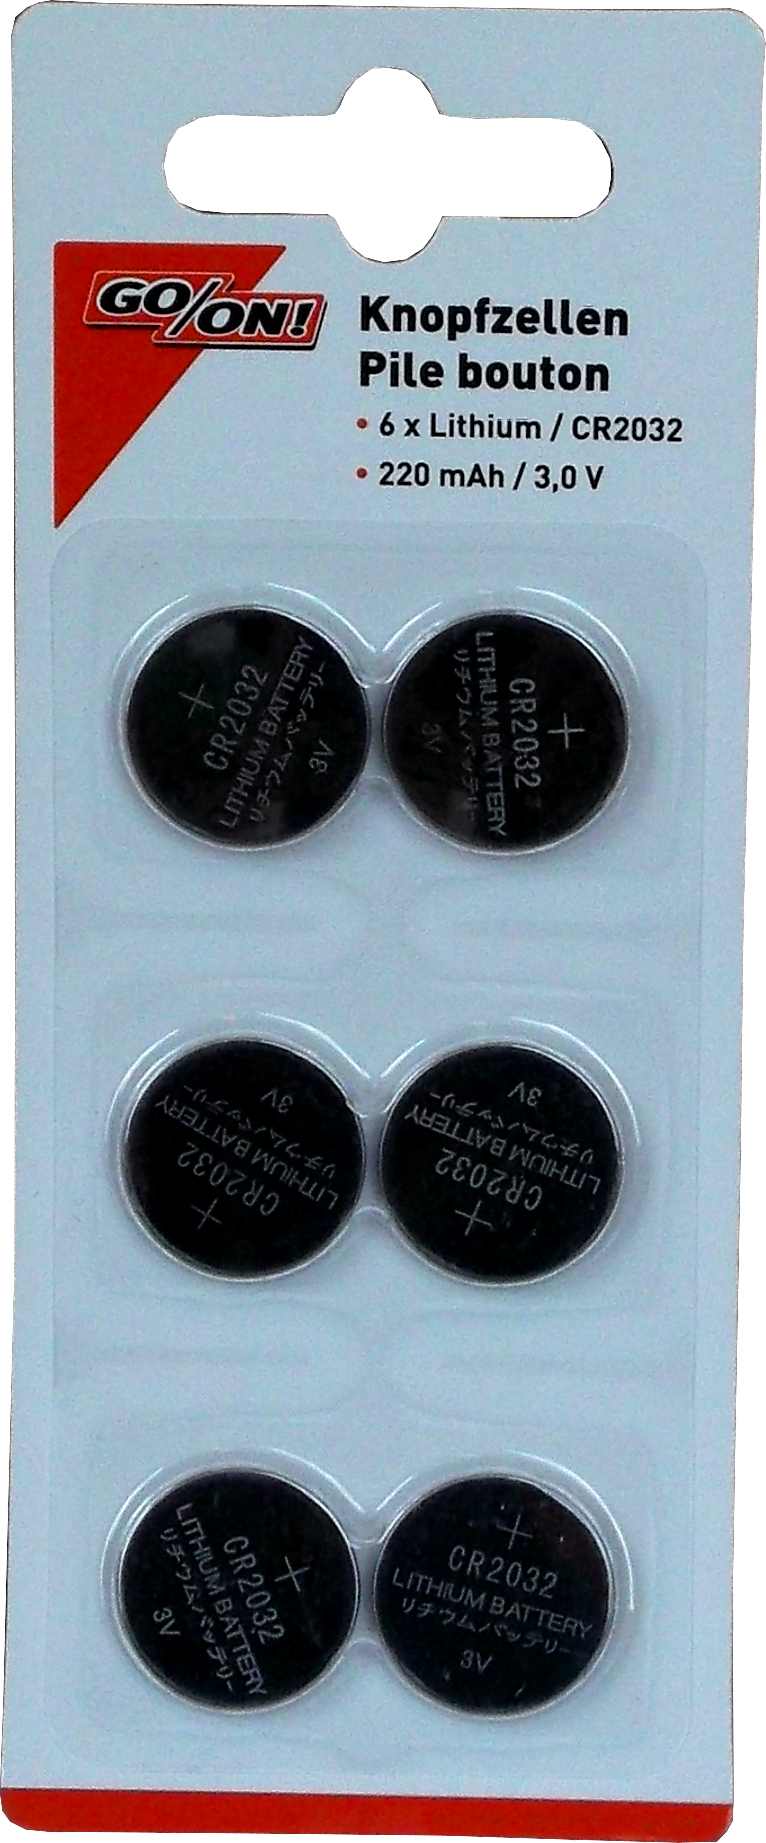 GO/ON!
Knopfzellen
Pile bouton
• 6 x Lithium / CR2032
• 220 mAh / 3,0 V
+
CR2032
LITHIUM BATTERY
リチウムバッテリー
3V
+
CR2032
LITHIUM BATTERY
リチウムバッテリー
3V
+
CR2032
LITHIUM BATTERY
リチウムバッテリー
3V
+
CR2032
LITHIUM BATTERY
リチウムバッテリー
3V
+
CR2032
LITHIUM BATTERY
リチウムバッテリー
3V
+
CR2032
LITHIUM BATTERY
リチウムバッテリー
3V